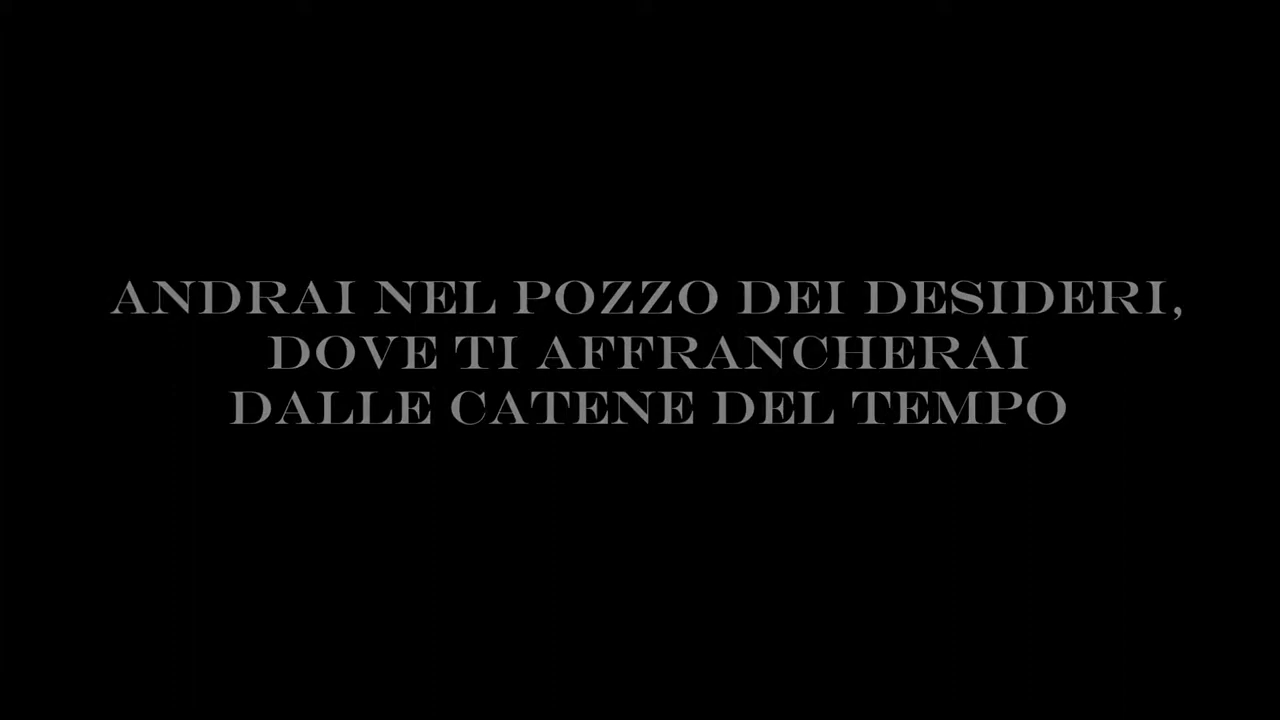 ANDRAI NEL POZZO DEI DESIDERI,
DOVE TI AFFRANCHERAI
DALLE CATENE DEL TEMPO